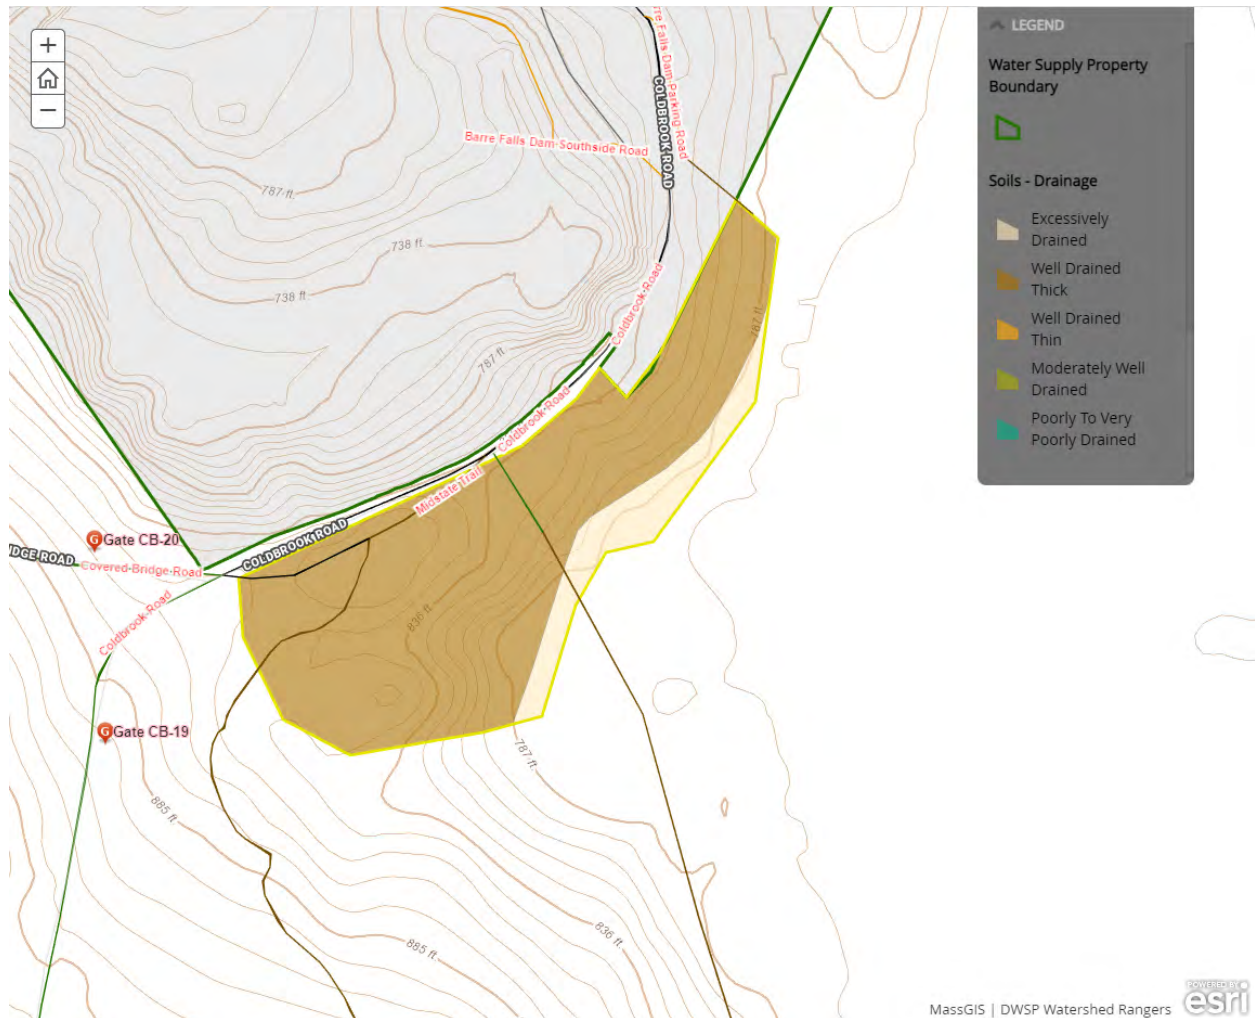 +
−
LEGEND
Water Supply Property
Boundary
Soils - Drainage
Excessively
Drained
Well Drained
Thick
Well Drained
Thin
Moderately Well
Drained
Poorly To Very
Poorly Drained
Falls Dam Parking Road
COLDBROOK ROAD
Barre Falls Dam Southside Road
787 ft
738 ft
738 ft
Coldbrook Road
787 ft
787 ft
Coldbrook Road
Midstate Trail
COLDBROOK ROAD
G Gate CB-20
ROAD
Covered Bridge Road
Coldbrook Road
836 ft
G Gate CB-19
787 ft
885 ft
836 ft
885 ft
MassGIS | DWSP Watershed Rangers
POWERED BY
esri